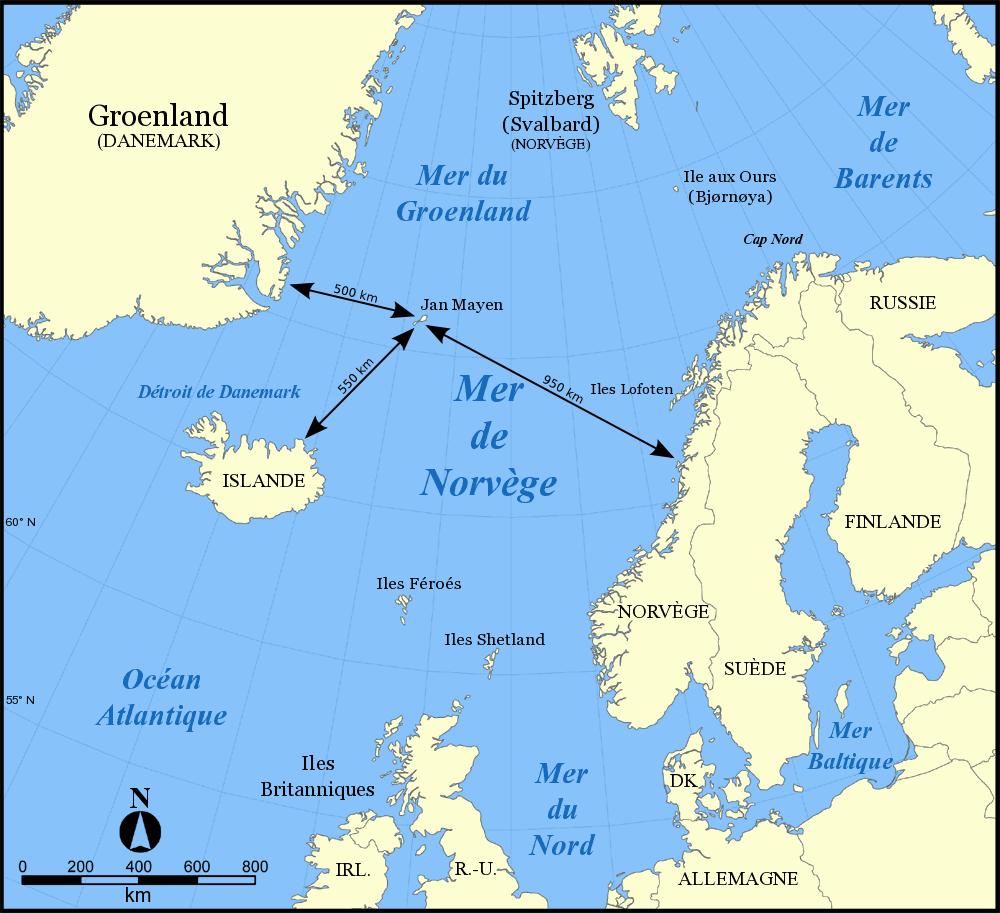 Groenland
(DANEMARK)
Spitzberg
(Svalbard)
(NORVÈGE)
Mer
de
Barents
Mer du
Groenland
Ile aux Ours
(Bjørnøya)
Cap Nord
500 km
Jan Mayen
RUSSIE
550 km
950 km
Iles Lofoten
Détroit de Danemark
Mer
de
Norvège
ISLANDE
60° N
FINLANDE
Iles Féroés
NORVÈGE
Iles Shetland
SUÈDE
Océan
Atlantique
55° N
Mer
Baltique
Iles
Britanniques
Mer
du
Nord
DK.
N
IRL.
R.-U.
ALLEMAGNE
0 200 400 600 800
km